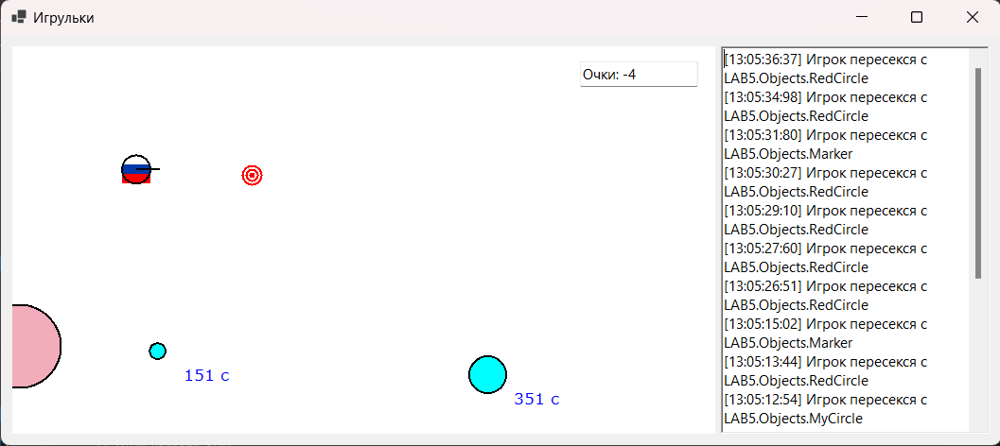 Игрульки
Очки: -4
151 с
351 с
[13:05:36:37] Игрок пересекся с
LAB5.Objects.RedCircle
[13:05:34:98] Игрок пересекся с
LAB5.Objects.RedCircle
[13:05:31:80] Игрок пересекся с
LAB5.Objects.Marker
[13:05:30:27] Игрок пересекся с
LAB5.Objects.RedCircle
[13:05:29:10] Игрок пересекся с
LAB5.Objects.RedCircle
[13:05:27:60] Игрок пересекся с
LAB5.Objects.RedCircle
[13:05:26:51] Игрок пересекся с
LAB5.Objects.RedCircle
[13:05:15:02] Игрок пересекся с
LAB5.Objects.Marker
[13:05:13:44] Игрок пересекся с
LAB5.Objects.RedCircle
[13:05:12:54] Игрок пересекся с
LAB5.Objects.MyCircle